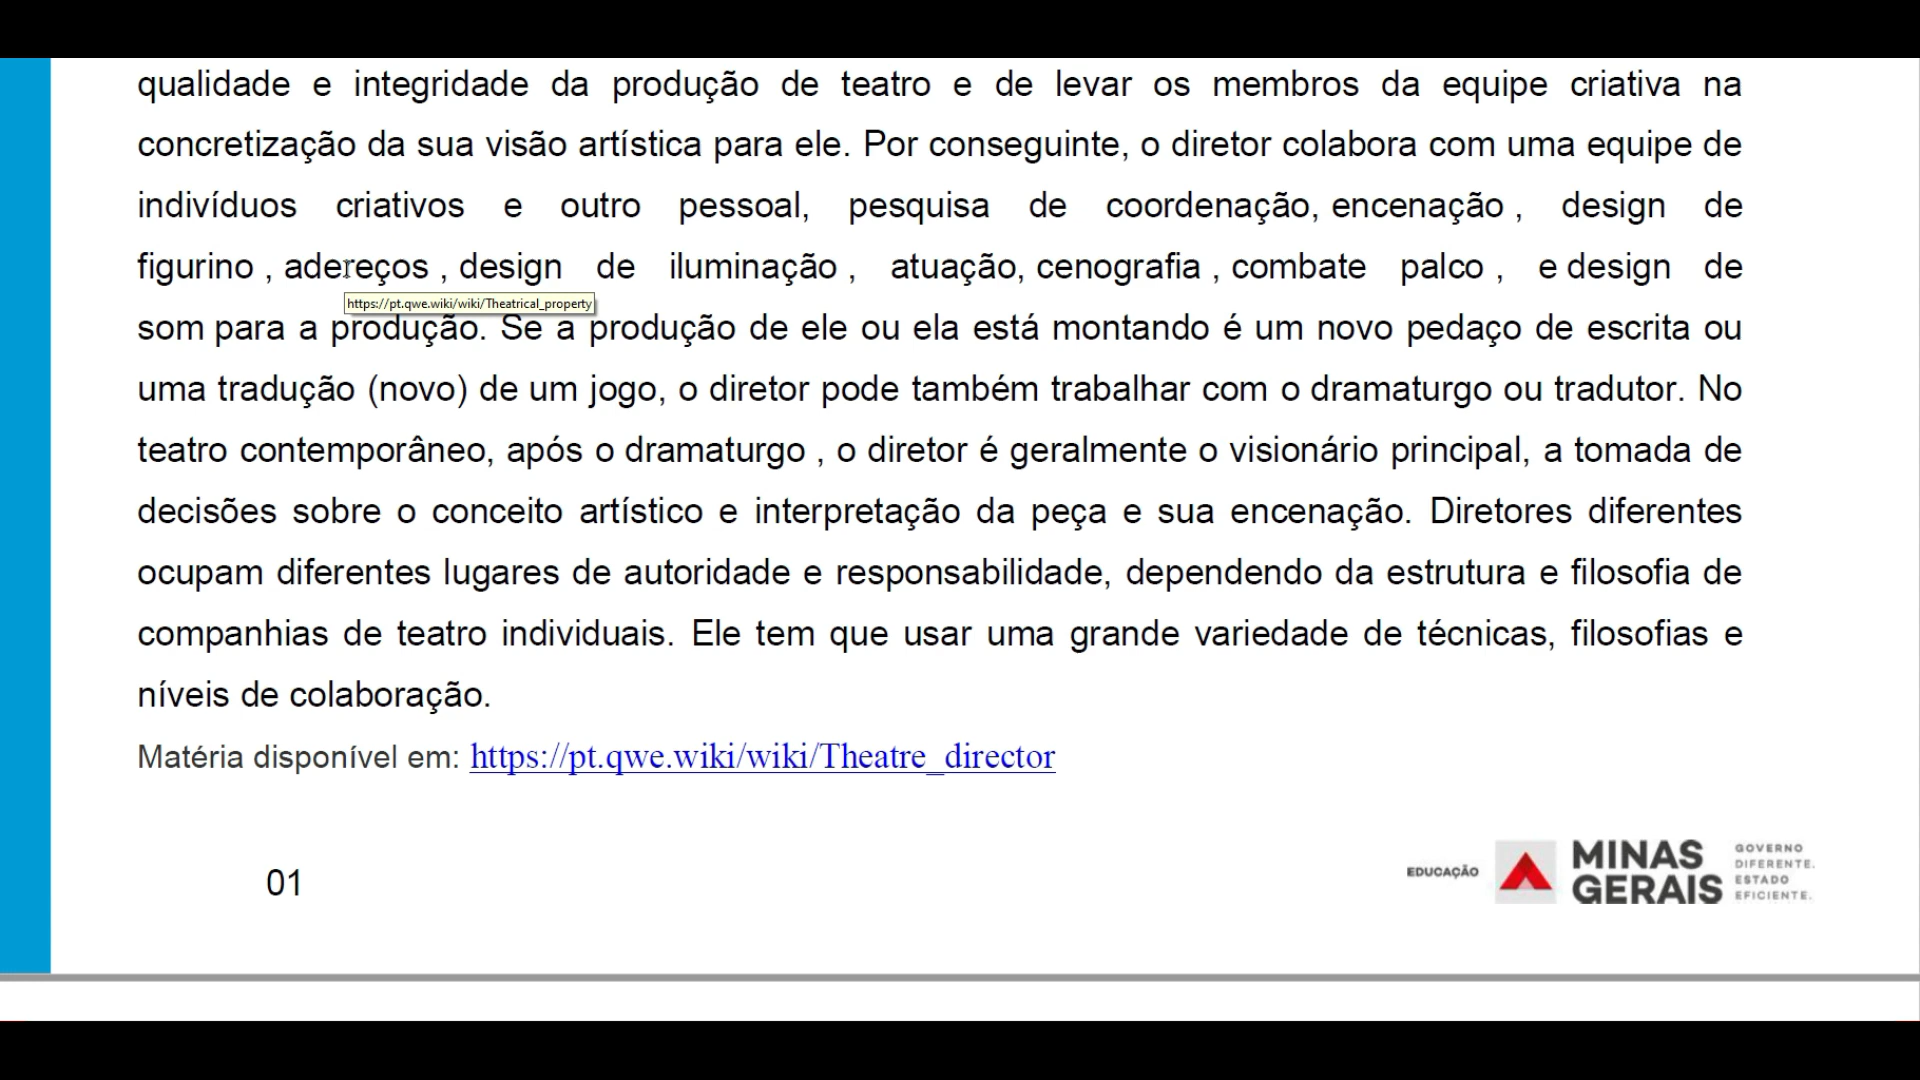 qualidade e integridade da produção de teatro e de levar os membros da equipe criativa na
concretização da sua visão artística para ele. Por conseguinte, o diretor colabora com uma equipe de
indivíduos criativos e outro pessoal, pesquisa de coordenação, encenação , design de
figurino , adereços , design de iluminação , atuação, cenografia , combate palco , e design de
https://pt.qwe.wiki/wiki/Theatrical_property
som para a produção. Se a produção de ele ou ela está montando é um novo pedaço de escrita ou
uma tradução (novo) de um jogo, o diretor pode também trabalhar com o dramaturgo ou tradutor. No
teatro contemporâneo, após o dramaturgo , o diretor é geralmente o visionário principal, a tomada de
decisões sobre o conceito artístico e interpretação da peça e sua encenação. Diretores diferentes
ocupam diferentes lugares de autoridade e responsabilidade, dependendo da estrutura e filosofia de
companhias de teatro individuais. Ele tem que usar uma grande variedade de técnicas, filosofias e
níveis de colaboração.
Matéria disponível em: https://pt.qwe.wiki/wiki/Theatre_director
01
EDUCAÇÃO
MINAS
GERAIS
GOVERNO
DIFERENTE.
ESTADO
EFICIENTE.